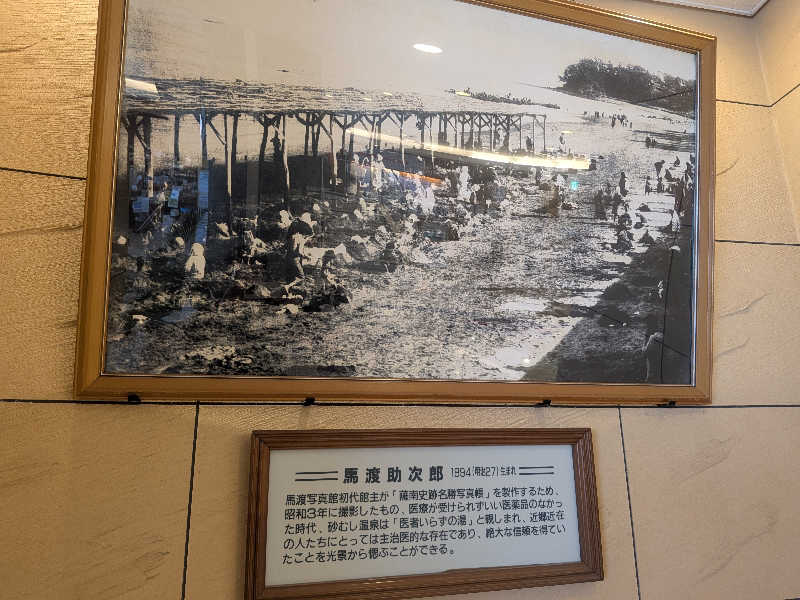 馬渡助次郎 1894(明治27)生まれ
馬渡写真館初代館主が「薩南史跡名勝写真帳」を製作するため、
昭和3年に撮影したもの、医療が受けられずいい医薬品のなかっ
た時代、砂むし温泉は「医者いらずの湯」と親しまれ、近郷近在
の人たちにとっては主治医的な存在であり、絶大な信頼を得てい
たことを光景から偲ぶことができる。